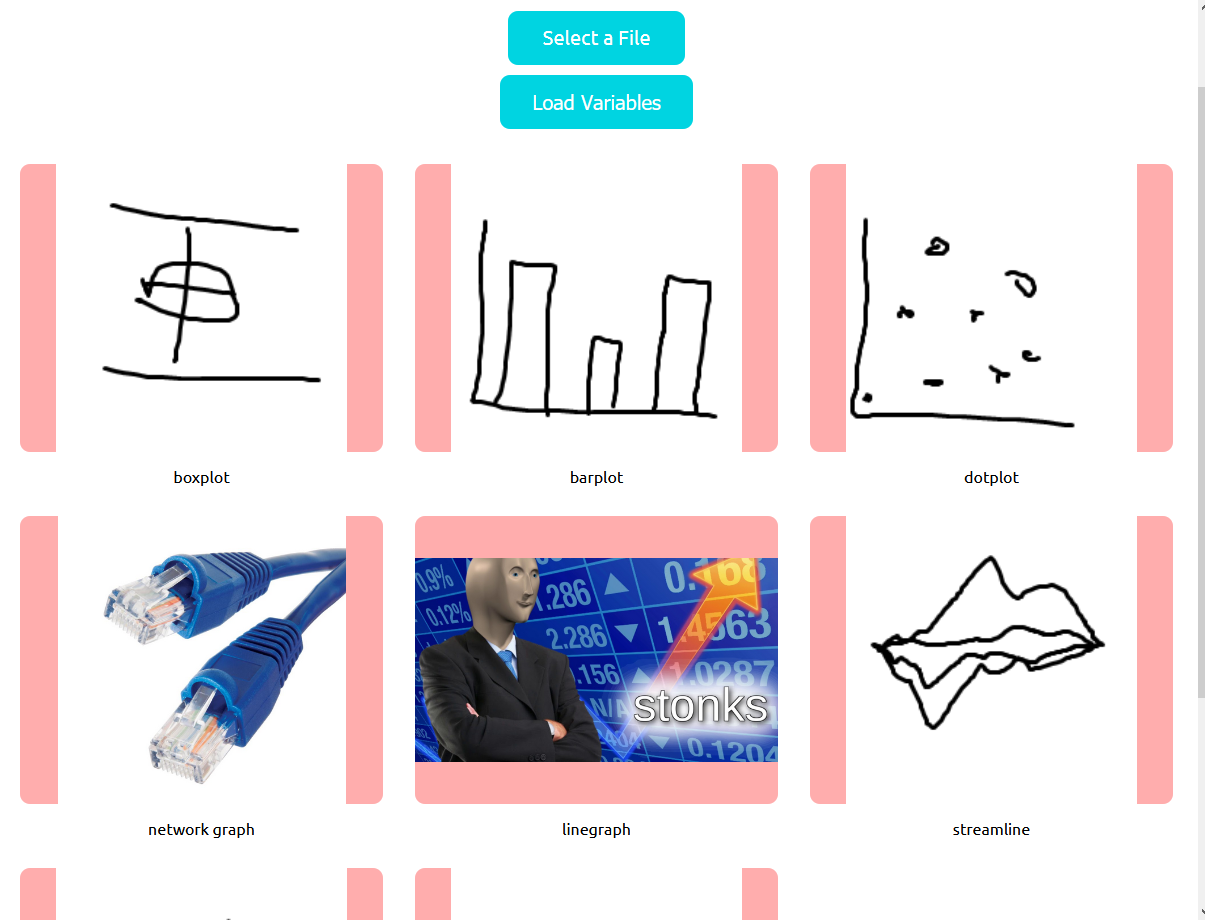 Select a File
Load Variables
boxplot
barplot
dotplot
0.9%
0.12%
1.286
2.286
.156
N/A
0.168
1.4563
1.0287
0.1204
stonks
network graph
linegraph
streamline